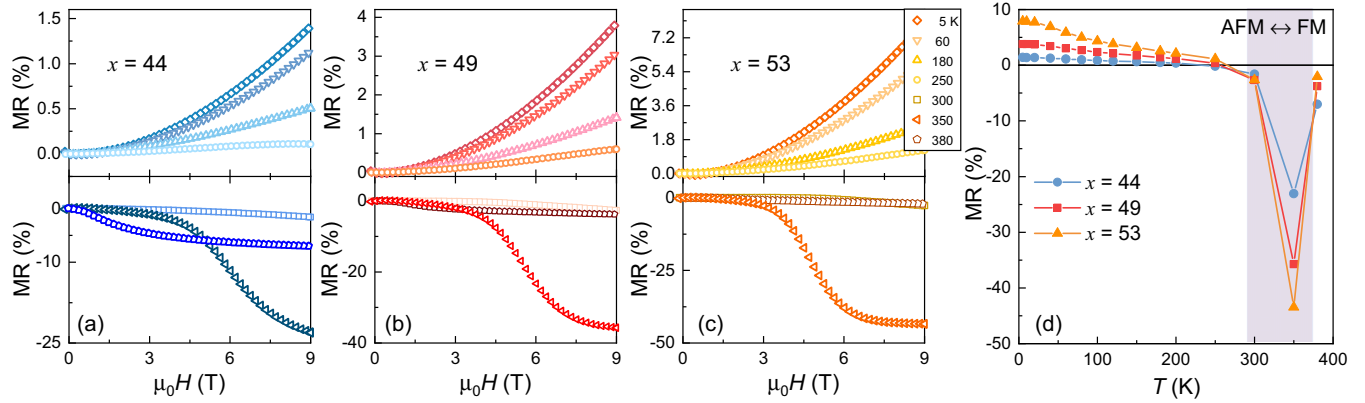 1.5
1.0
0.5
0.0
MR (%)
x = 44
0
-10
-25
MR (%)
(a)
0 3 6 9
μ₀H (T)
4
3
2
1
0
MR (%)
x = 49
0
-20
-40
MR (%)
(b)
0 3 6 9
μ₀H (T)
7.2
5.4
3.6
1.8
0.0
MR (%)
x = 53
5 K
60
180
250
300
350
380
0
-25
-50
MR (%)
(c)
0 3 6 9
μ₀H (T)
10
0
-10
-20
-30
-40
-50
MR (%)
AFM ↔ FM
x = 44
x = 49
x = 53
(d)
0 100 200 300 400
T (K)